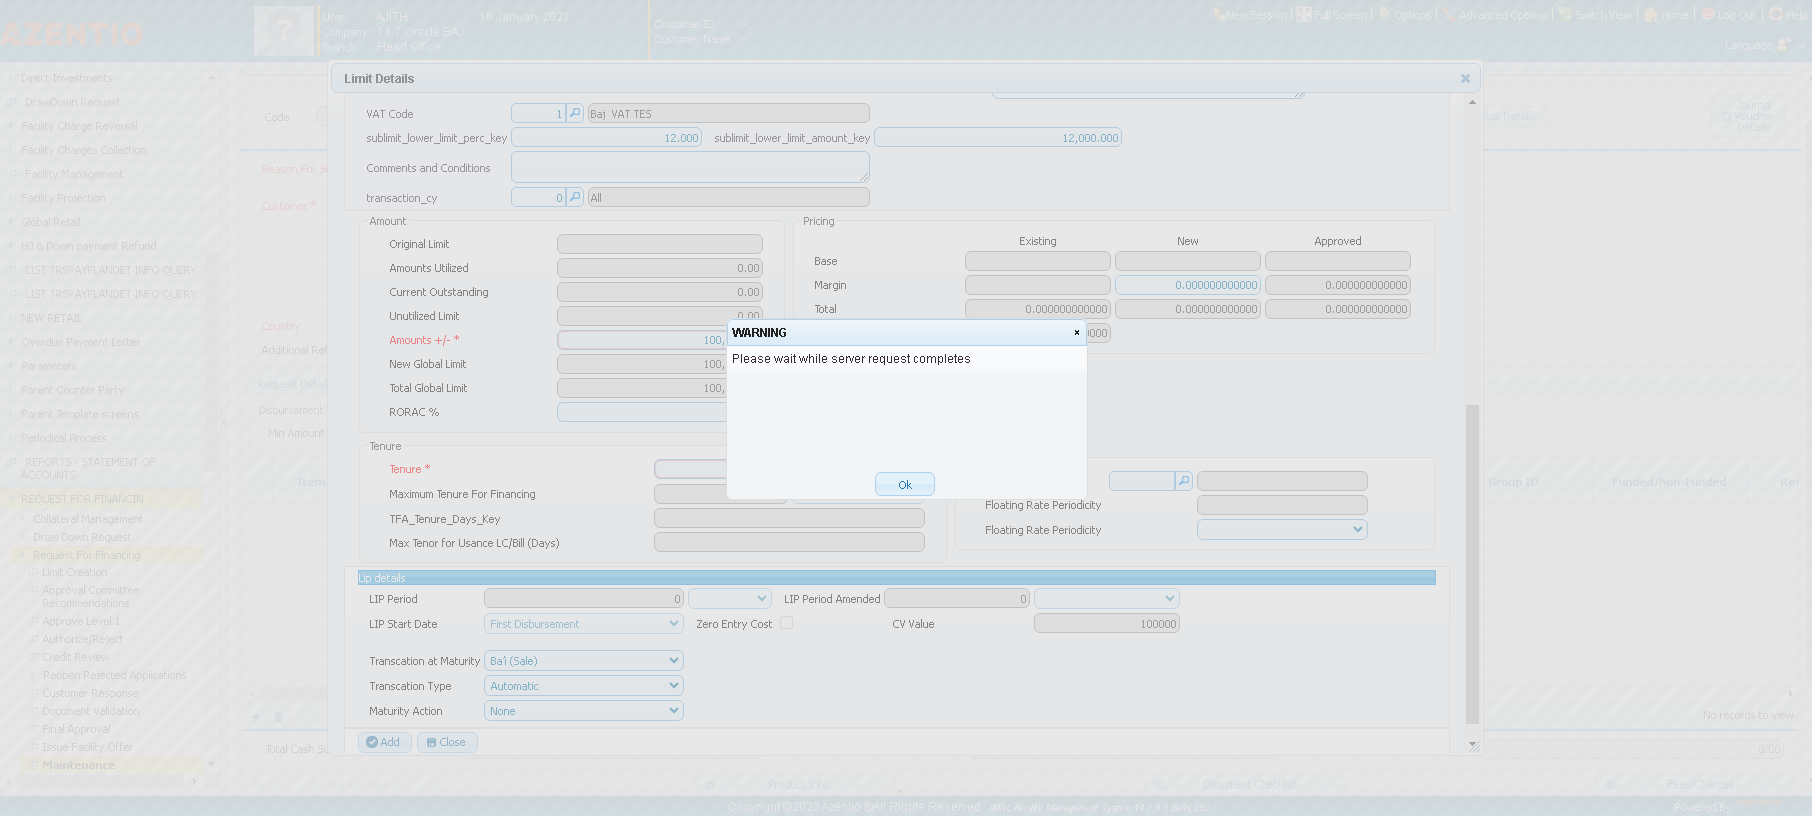 AZENTIO
User AJITH 16 January 2021
Company 14.7 Oracle BAJ
Branch Head Office
Customer ID -
Customer Name -
New Session | Full Screen | Options | Advanced Options | Switch View | Home | Log Out | Help
Language
Direct Investments
DrawDown Request
Facility Charge Reversal
Facility Charges Collection
Facility Management
Facility Projection
Global Retail
HJ & Down payment Refund
LIST TRSPAYPLANDET INFO QUERY
LIST TRSPAYPLANDET INFO QUERY
NEW RETAIL
Overdue Payment Letter
Parameters
Parent Counter Party
Parent Template screens
Periodical Process
REPORTS - STATEMENT OF
ACCOUNTS
REQUEST FOR FINANCIN
Collateral Management
Draw Down Request
Request For Financing
Limit Creation
Approval Committee
Recommendations
Approve Level 1
Authorize/Reject
Credit Review
Reopen Rejected Applications
Customer Response
Document Validation
Final Approval
Issue Facility Offer
Maintenance
Code
Reason For S
Customer *
Country
Additional Ref
Request Detail
Disbursement
Min Amount
Item
Total Cash Se
Limit Details
VAT Code 1 Baj VAT TES
sublimit_lower_limit_perc_key 12.000 sublimit_lower_limit_amount_key 12,000.000
Comments and Conditions
transaction_cy 0 All
Amount
Original Limit
Amounts Utilized 0.00
Current Outstanding 0.00
Unutilized Limit 0.00
Amounts +/- * 100,
New Global Limit 100,
Total Global Limit 100,
RORAC %
Pricing
Existing New Approved
Base
Margin 0.000000000000 0.000000000000
Total 0.000000000000 0.000000000000 0.000000000000
000
WARNING
Please wait while server request completes
Ok
Tenure
Tenure *
Maximum Tenure For Financing
TFA_Tenure_Days_Key
Max Tenor for Usance LC/Bill (Days)
Floating Rate Periodicity
Floating Rate Periodicity
Lip details
LIP Period 0 LIP Period Amended 0
LIP Start Date First Disbursement Zero Entry Cost CV Value 100000
Transcation at Maturity Ba'i (Sale)
Transcation Type Automatic
Maturity Action None
Add Close
tus Details
Journal
Voucher
Details
Group ID Funded/Non-Funded Rev
No records to view
0.00
Product Infos Document Checklist Fees/Charges
Copyright ©2023 Azentio ©All Rights Reserved
Powered By